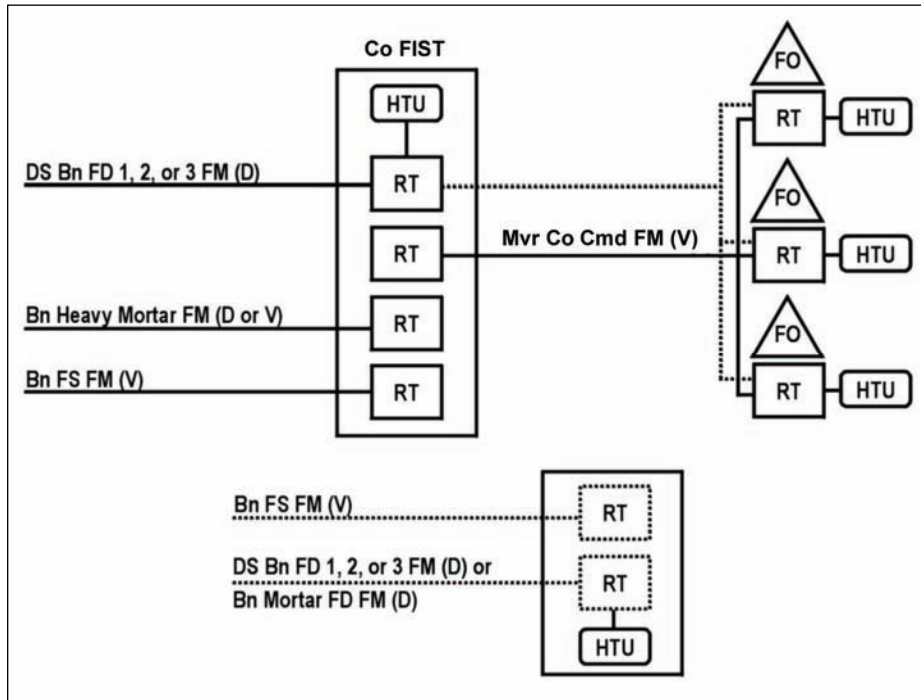 Co FIST
FO
HTU
RT
HTU
DS Bn FD 1, 2, or 3 FM (D)
RT
FO
RT
Mvr Co Cmd FM (V)
RT
HTU
Bn Heavy Mortar FM (D or V)
RT
FO
Bn FS FM (V)
RT
RT
HTU
Bn FS FM (V)
RT
DS Bn FD 1, 2, or 3 FM (D) or
Bn Mortar FD FM (D)
RT
HTU